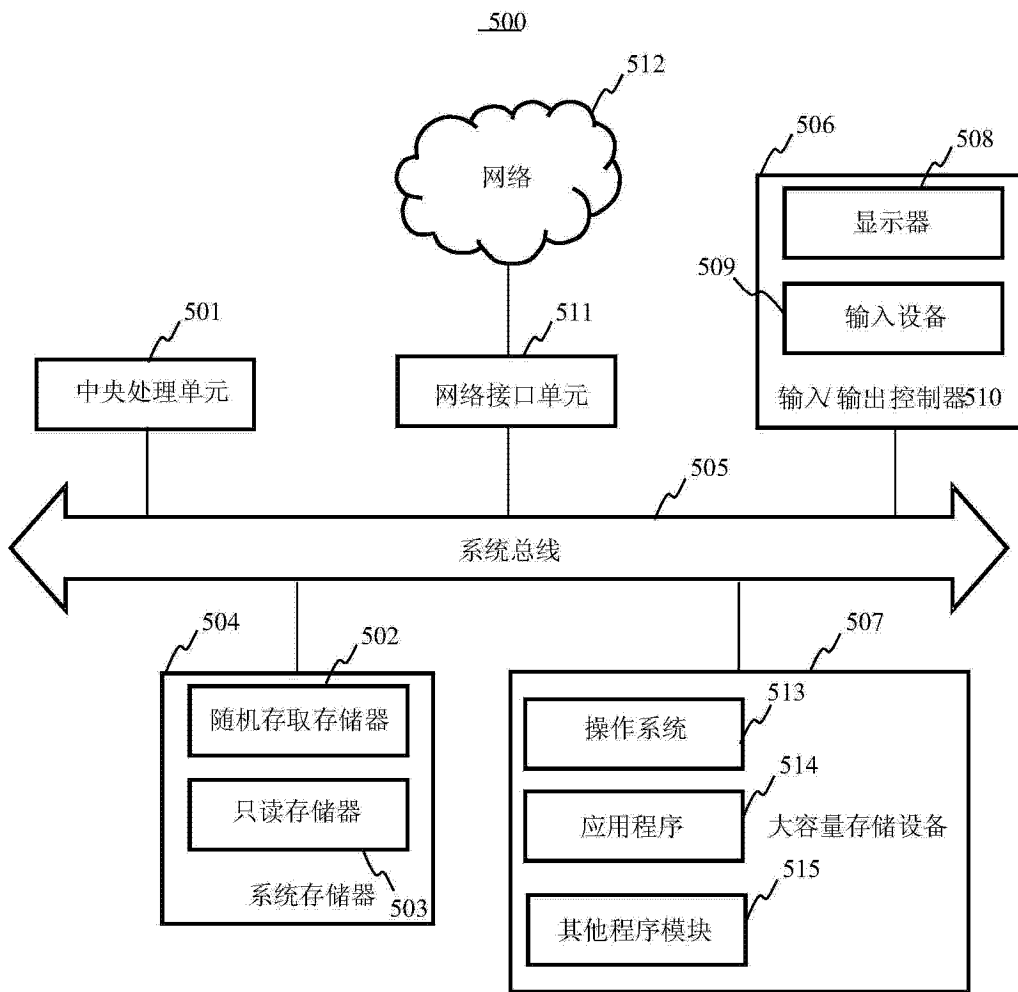 500
512
网络
506
508
显示器
509
输入设备
输入/输出控制器510
501
中央处理单元
511
网络接口单元
505
系统总线
504
502
随机存取存储器
只读存储器
系统存储器
503
507
513
操作系统
514
应用程序
大容量存储设备
515
其他程序模块